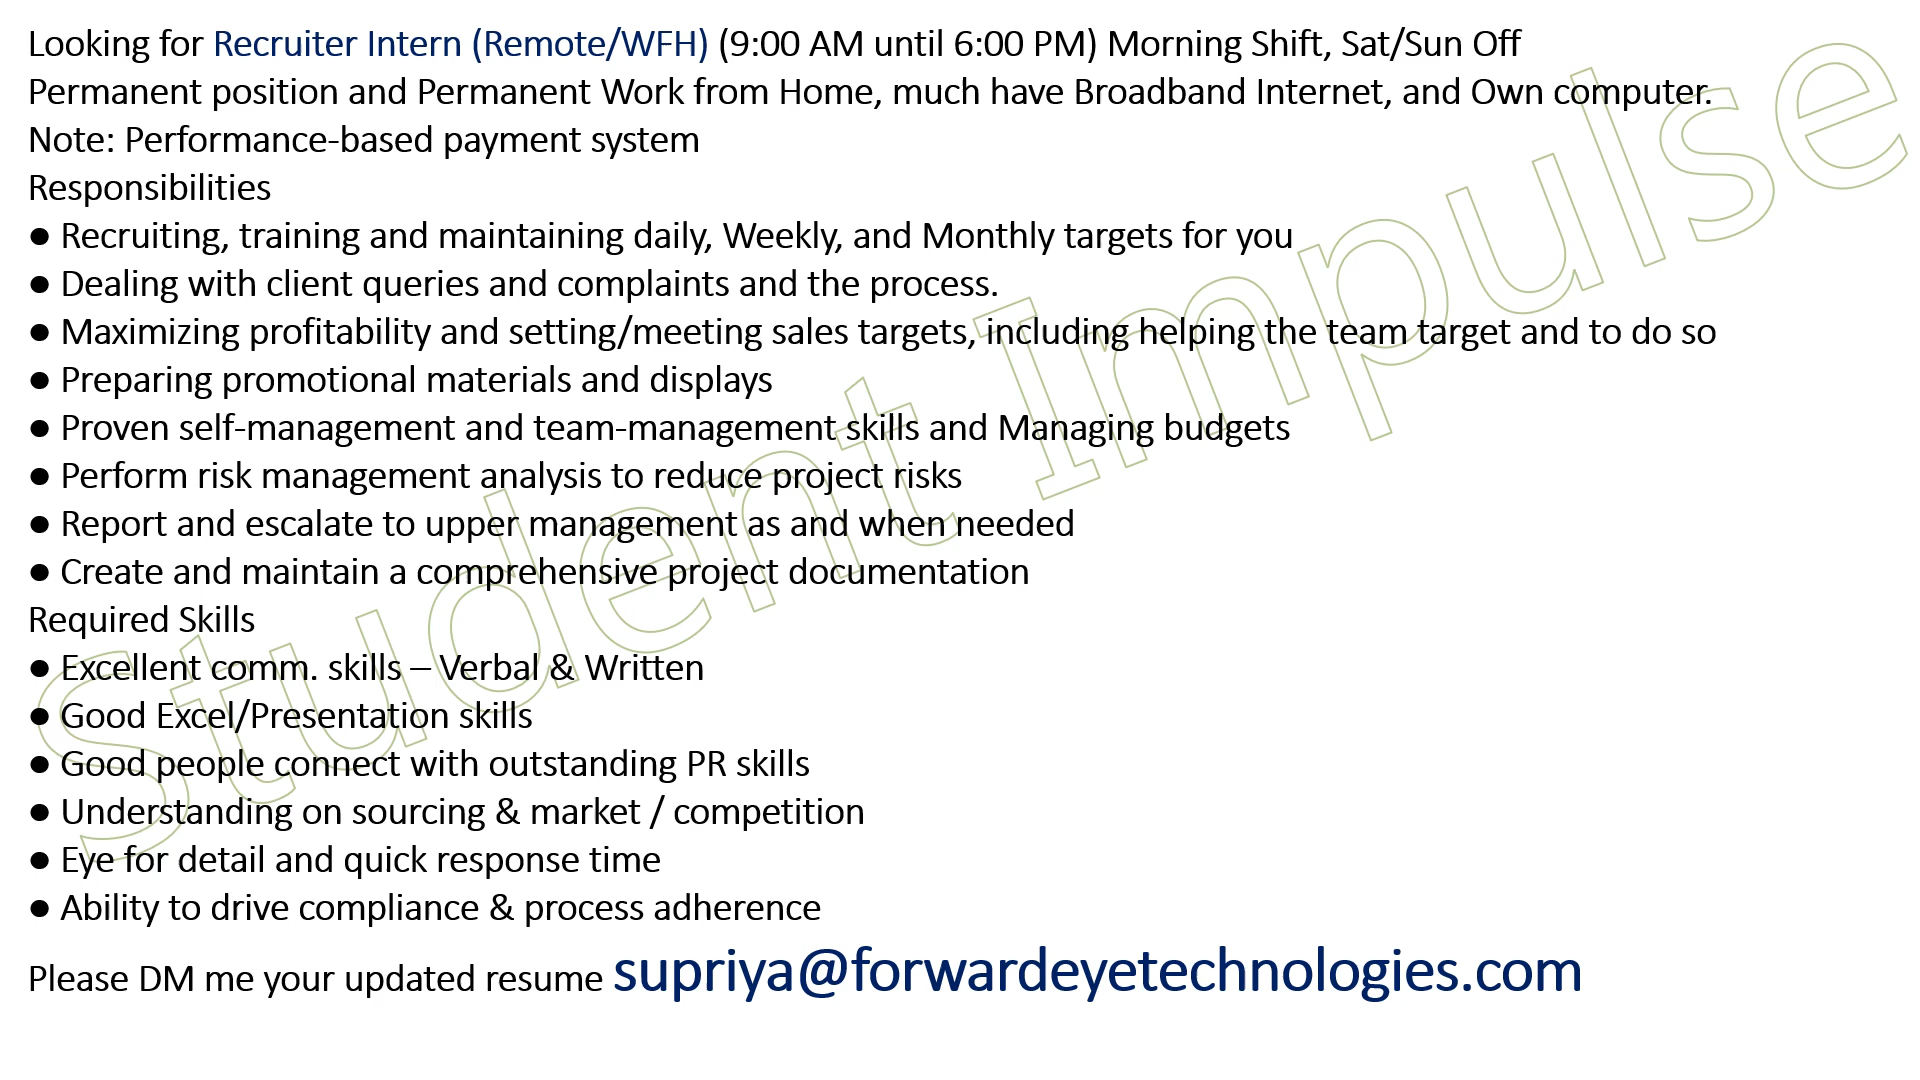 Looking for Recruiter Intern (Remote/WFH) (9:00 AM until 6:00 PM) Morning Shift, Sat/Sun Off
Permanent position and Permanent Work from Home, much have Broadband Internet, and Own computer.
Note: Performance-based payment system
Responsibilities
● Recruiting, training and maintaining daily, Weekly, and Monthly targets for you
● Dealing with client queries and complaints and the process.
● Maximizing profitability and setting/meeting sales targets, including helping the team target and to do so
● Preparing promotional materials and displays
● Proven self-management and team-management skills and Managing budgets
● Perform risk management analysis to reduce project risks
● Report and escalate to upper management as and when needed
● Create and maintain a comprehensive project documentation
Required Skills
● Excellent comm. skills – Verbal & Written
● Good Excel/Presentation skills
● Good people connect with outstanding PR skills
● Understanding on sourcing & market / competition
● Eye for detail and quick response time
● Ability to drive compliance & process adherence
Please DM me your updated resume supriya@forwardeyetechnologies.com
Student Impulse